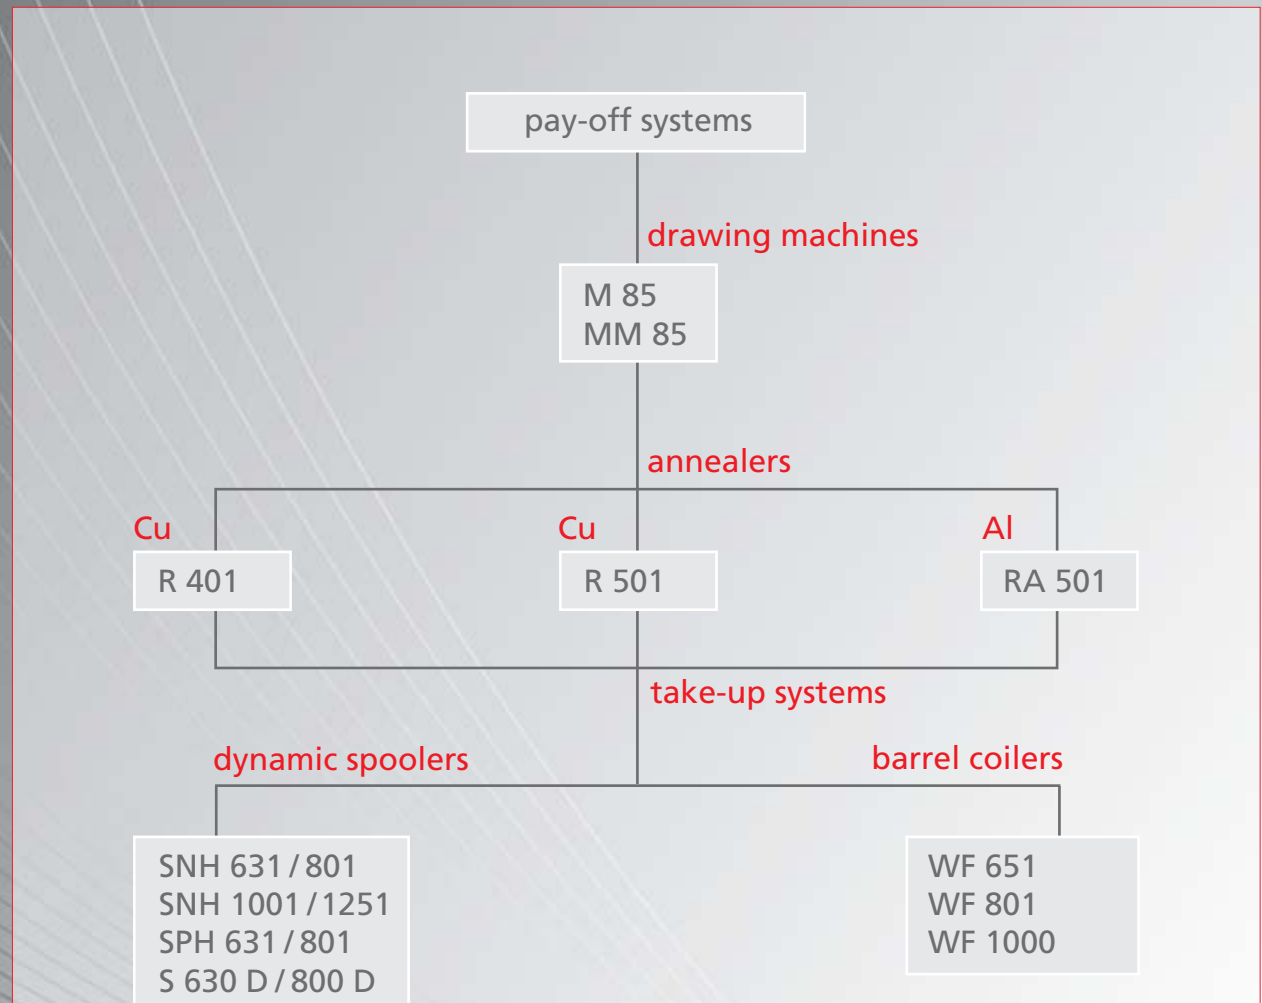 pay-off systems
drawing machines
M 85
MM 85
annealers
Cu
R 401
Cu
R 501
Al
RA 501
take-up systems
dynamic spoolers
SNH 631 / 801
SNH 1001 / 1251
SPH 631 / 801
S 630 D / 800 D
barrel coilers
WF 651
WF 801
WF 1000